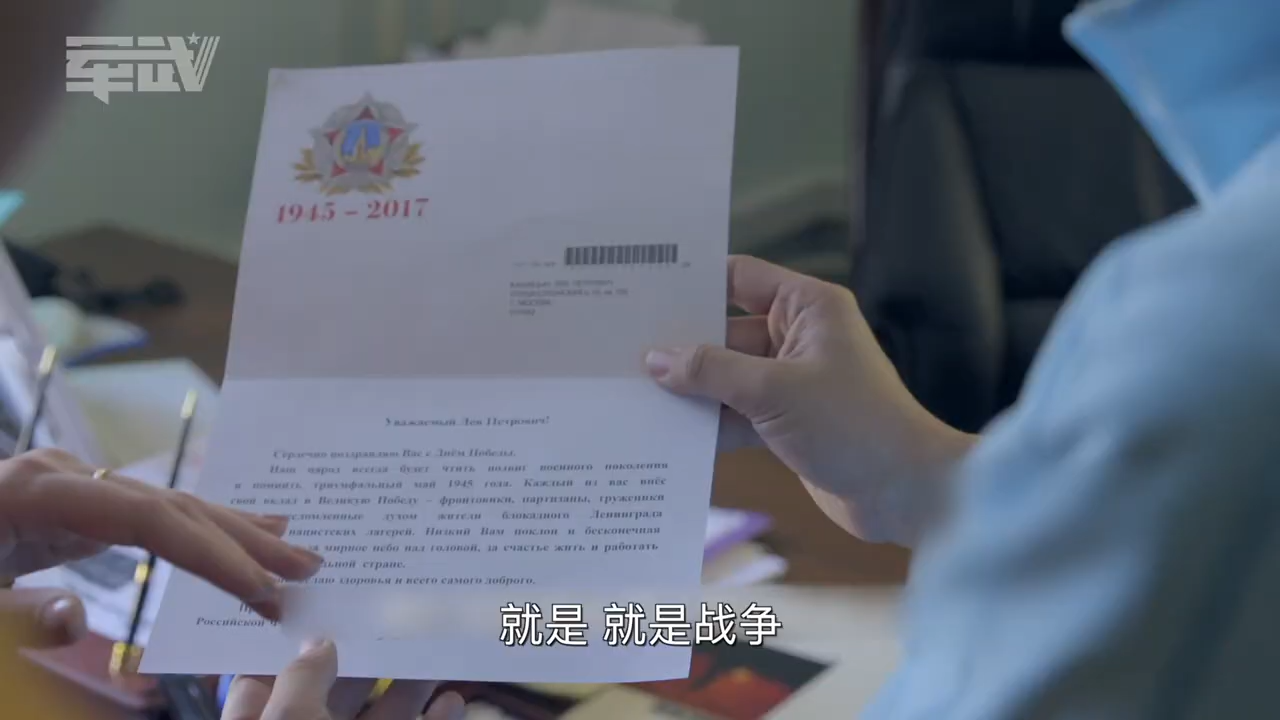 军武
1945 – 2017
Г. МОСКВА
Уважаемый Лев Петрович!
Сердечно поздравляю Вас с Днём Победы.
Наш народ всегда будет чтить подвиг военного поколения
и помнить триумфальный май 1945 года. Каждый из вас внёс
свой вклад в Великую Победу – фронтовики, партизаны, труженики
духом жители блокадного Ленинграда
нацистских лагерей. Низкий Вам поклон и бесконечная
за мирное небо над головой, за счастье жить и работать
стране.
здоровья и всего самого доброго.
Российской
就是 就是战争